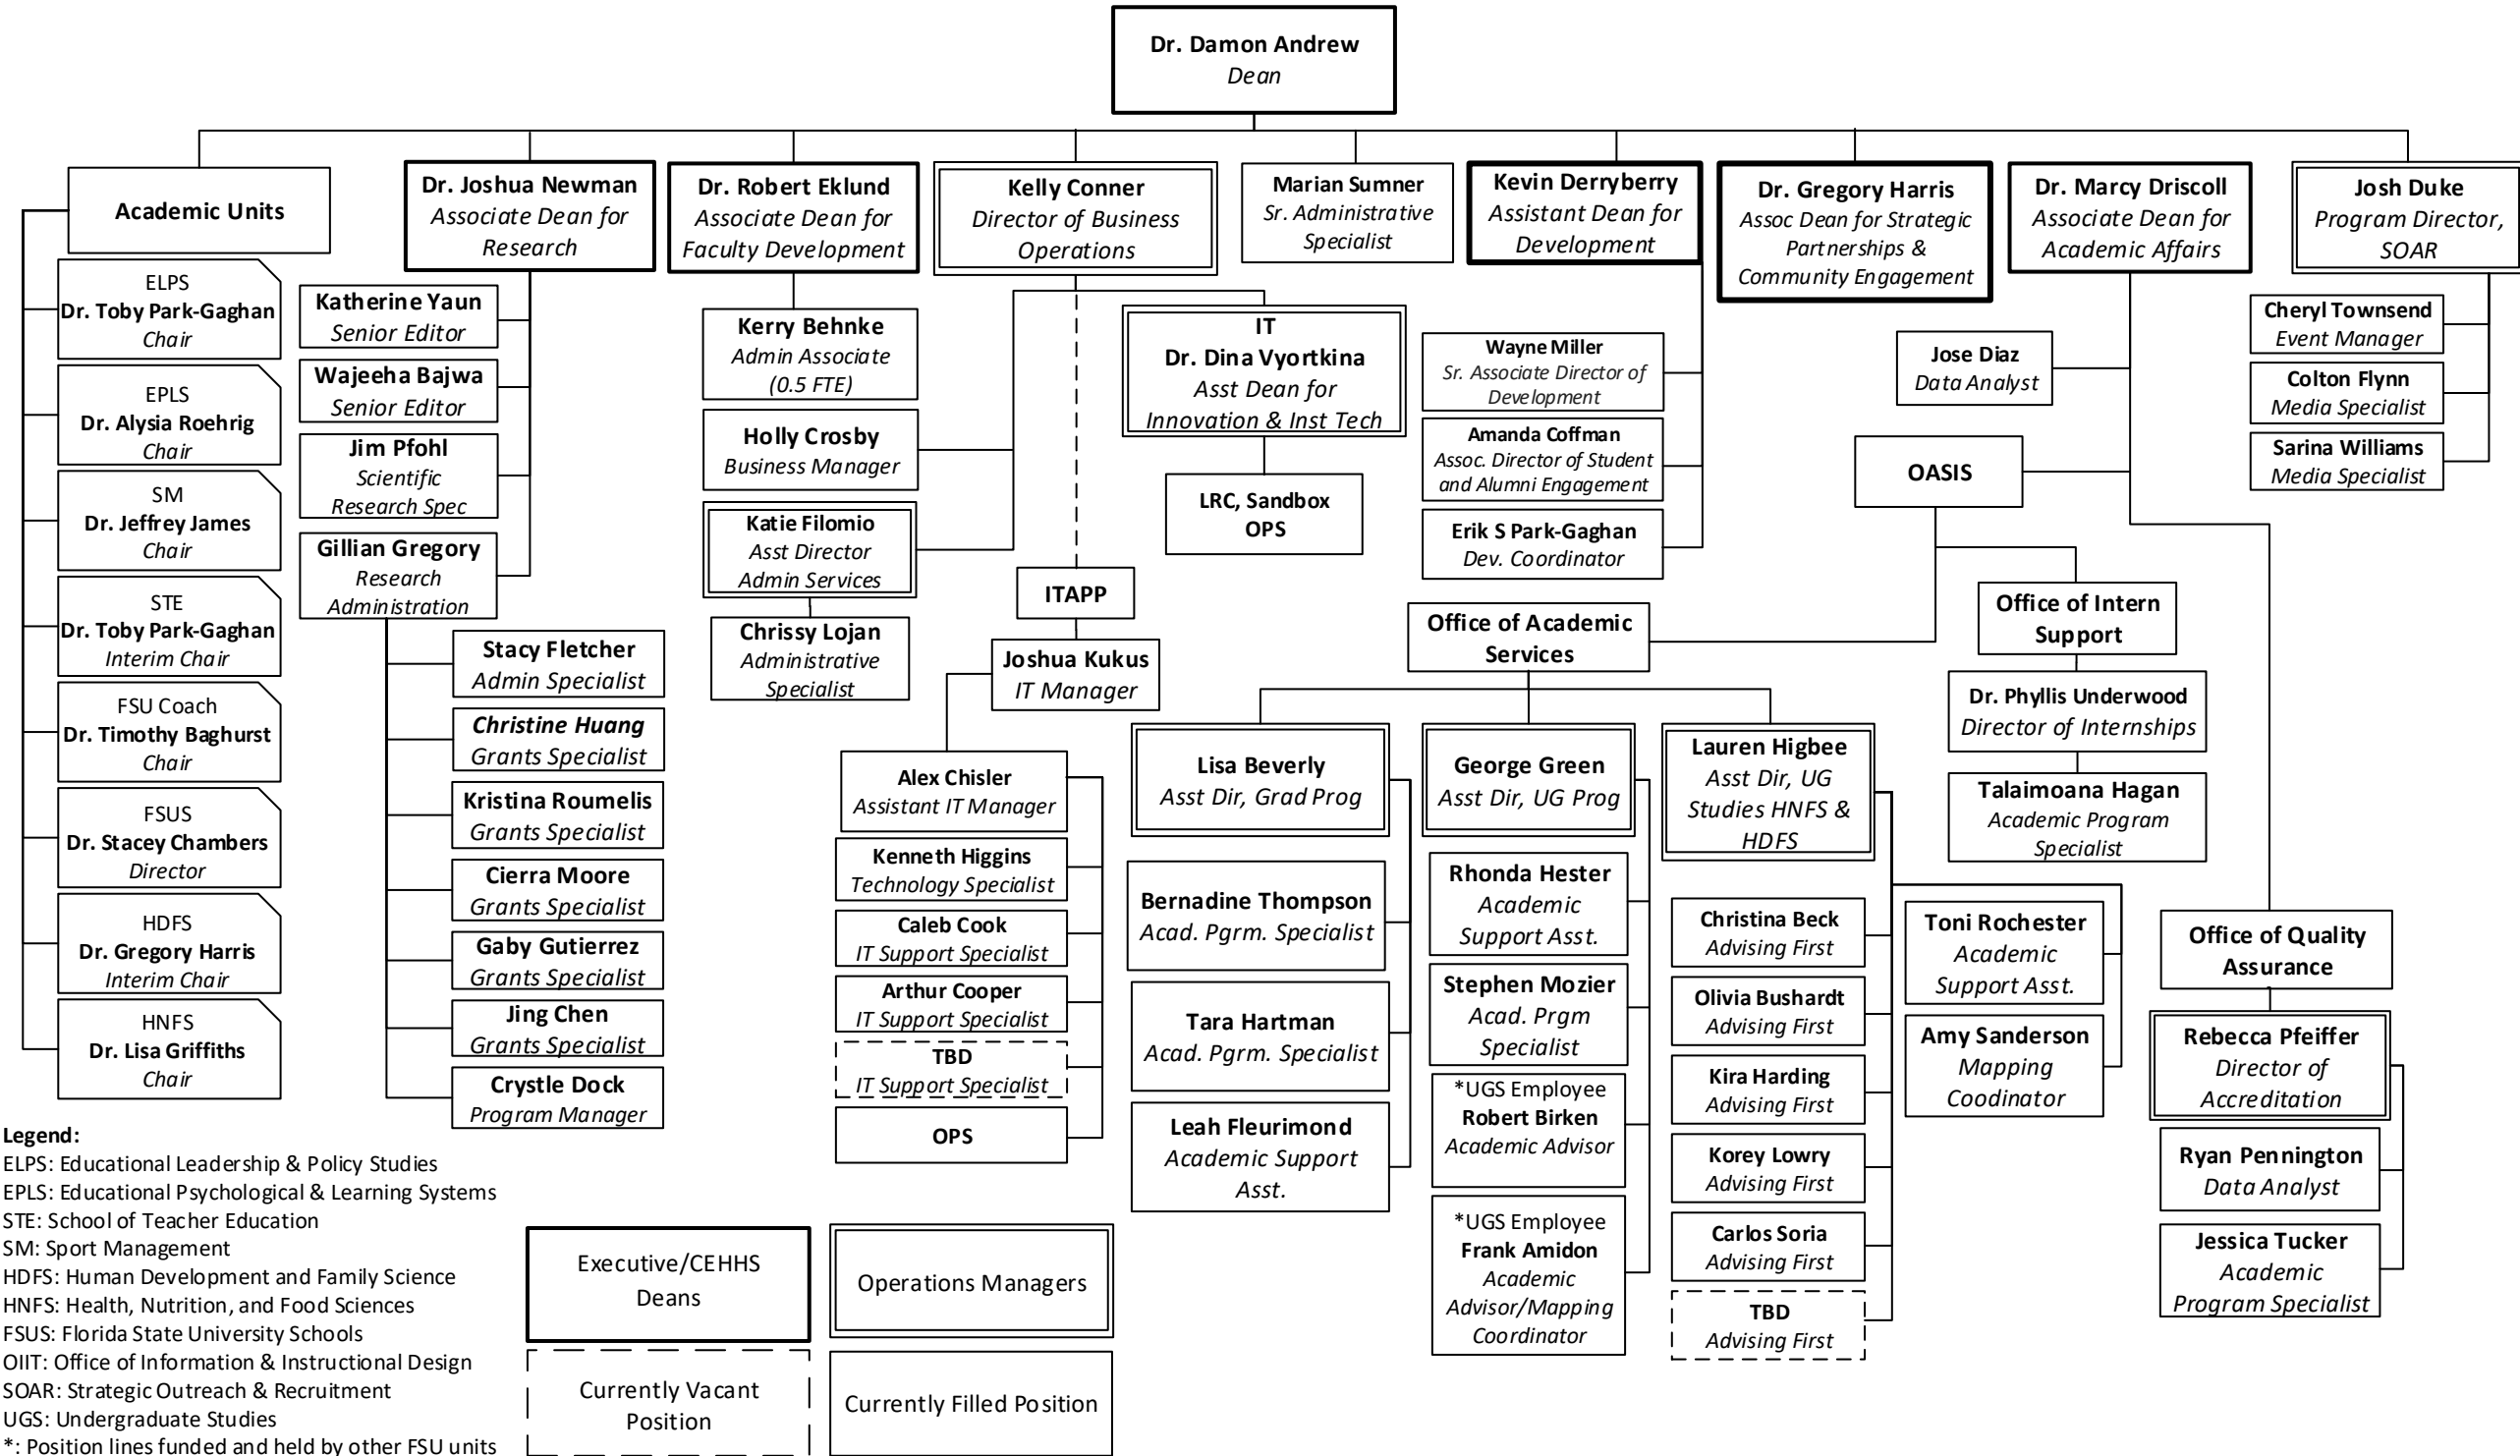 Dr. Damon Andrew
Dean
Academic Units
Dr. Joshua Newman
Associate Dean for
Research
Dr. Robert Eklund
Associate Dean for
Faculty Development
Kelly Conner
Director of Business
Operations
Marian Sumner
Sr. Administrative
Specialist
Kevin Derryberry
Assistant Dean for
Development
Dr. Gregory Harris
Assoc Dean for Strategic
Partnerships &
Community Engagement
Dr. Marcy Driscoll
Associate Dean for
Academic Affairs
Josh Duke
Program Director,
SOAR
ELPS
Dr. Toby Park-Gaghan
Chair
EPLS
Dr. Alysia Roehrig
Chair
SM
Dr. Jeffrey James
Chair
STE
Dr. Toby Park-Gaghan
Interim Chair
FSU Coach
Dr. Timothy Baghurst
Chair
FSUS
Dr. Stacey Chambers
Director
HDFS
Dr. Gregory Harris
Interim Chair
HNFS
Dr. Lisa Griffiths
Chair
Katherine Yaun
Senior Editor
Wajeeha Bajwa
Senior Editor
Jim Pfohl
Scientific
Research Spec
Gillian Gregory
Research
Administration
Stacy Fletcher
Admin Specialist
Christine Huang
Grants Specialist
Kristina Roumelis
Grants Specialist
Cierra Moore
Grants Specialist
Gaby Gutierrez
Grants Specialist
Jing Chen
Grants Specialist
Crystle Dock
Program Manager
Kerry Behnke
Admin Associate
(0.5 FTE)
Holly Crosby
Business Manager
Katie Filomio
Asst Director
Admin Services
Chrissy Lojan
Administrative
Specialist
IT
Dr. Dina Vyortkina
Asst Dean for
Innovation & Inst Tech
LRC, Sandbox
OPS
ITAPP
Joshua Kukus
IT Manager
Alex Chisler
Assistant IT Manager
Kenneth Higgins
Technology Specialist
Caleb Cook
IT Support Specialist
Arthur Cooper
IT Support Specialist
TBD
IT Support Specialist
OPS
Wayne Miller
Sr. Associate Director of
Development
Amanda Coffman
Assoc. Director of Student
and Alumni Engagement
Erik S Park-Gaghan
Dev. Coordinator
Jose Diaz
Data Analyst
OASIS
Office of Academic
Services
Lisa Beverly
Asst Dir, Grad Prog
Bernadine Thompson
Acad. Pgrm. Specialist
Tara Hartman
Acad. Pgrm. Specialist
Leah Fleurimond
Academic Support
Asst.
George Green
Asst Dir, UG Prog
Rhonda Hester
Academic
Support Asst.
Stephen Mozier
Acad. Prgm
Specialist
*UGS Employee
Robert Birken
Academic Advisor
*UGS Employee
Frank Amidon
Academic
Advisor/Mapping
Coordinator
Lauren Higbee
Asst Dir, UG
Studies HNFS &
HDFS
Christina Beck
Advising First
Olivia Bushardt
Advising First
Kira Harding
Advising First
Korey Lowry
Advising First
Carlos Soria
Advising First
TBD
Advising First
Toni Rochester
Academic
Support Asst.
Amy Sanderson
Mapping
Coodinator
Office of Intern
Support
Dr. Phyllis Underwood
Director of Internships
Talaimoana Hagan
Academic Program
Specialist
Office of Quality
Assurance
Rebecca Pfeiffer
Director of
Accreditation
Ryan Pennington
Data Analyst
Jessica Tucker
Academic
Program Specialist
Cheryl Townsend
Event Manager
Colton Flynn
Media Specialist
Sarina Williams
Media Specialist
Legend:
ELPS: Educational Leadership & Policy Studies
EPLS: Educational Psychological & Learning Systems
STE: School of Teacher Education
SM: Sport Management
HDFS: Human Development and Family Science
HNFS: Health, Nutrition, and Food Sciences
FSUS: Florida State University Schools
OIIT: Office of Information & Instructional Design
SOAR: Strategic Outreach & Recruitment
UGS: Undergraduate Studies
*: Position lines funded and held by other FSU units
Executive/CEHHS
Deans
Operations Managers
Currently Vacant
Position
Currently Filled Position